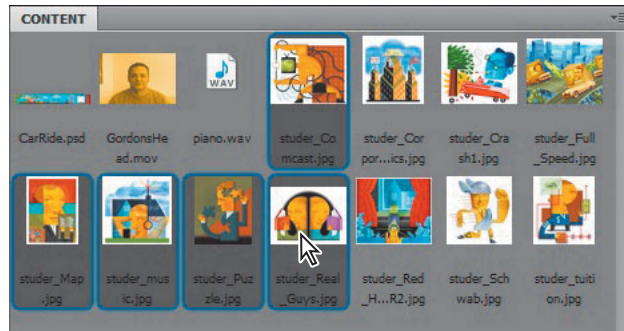 CONTENT
WAV
CarRide.psd
GordonsHe
ad.mov
piano.wav
studer_Co
mcast.jpg
studer_Cor
por...ics.jpg
studer_Cra
sh1.jpg
studer_Full
_Speed.jpg
studer_Map
.jpg
studer_mus
ic.jpg
studer_Puz
zle.jpg
studer_Real
_Guys.jpg
studer_Red
_H...R2.jpg
studer_Sch
wab.jpg
studer_tuiti
on.jpg